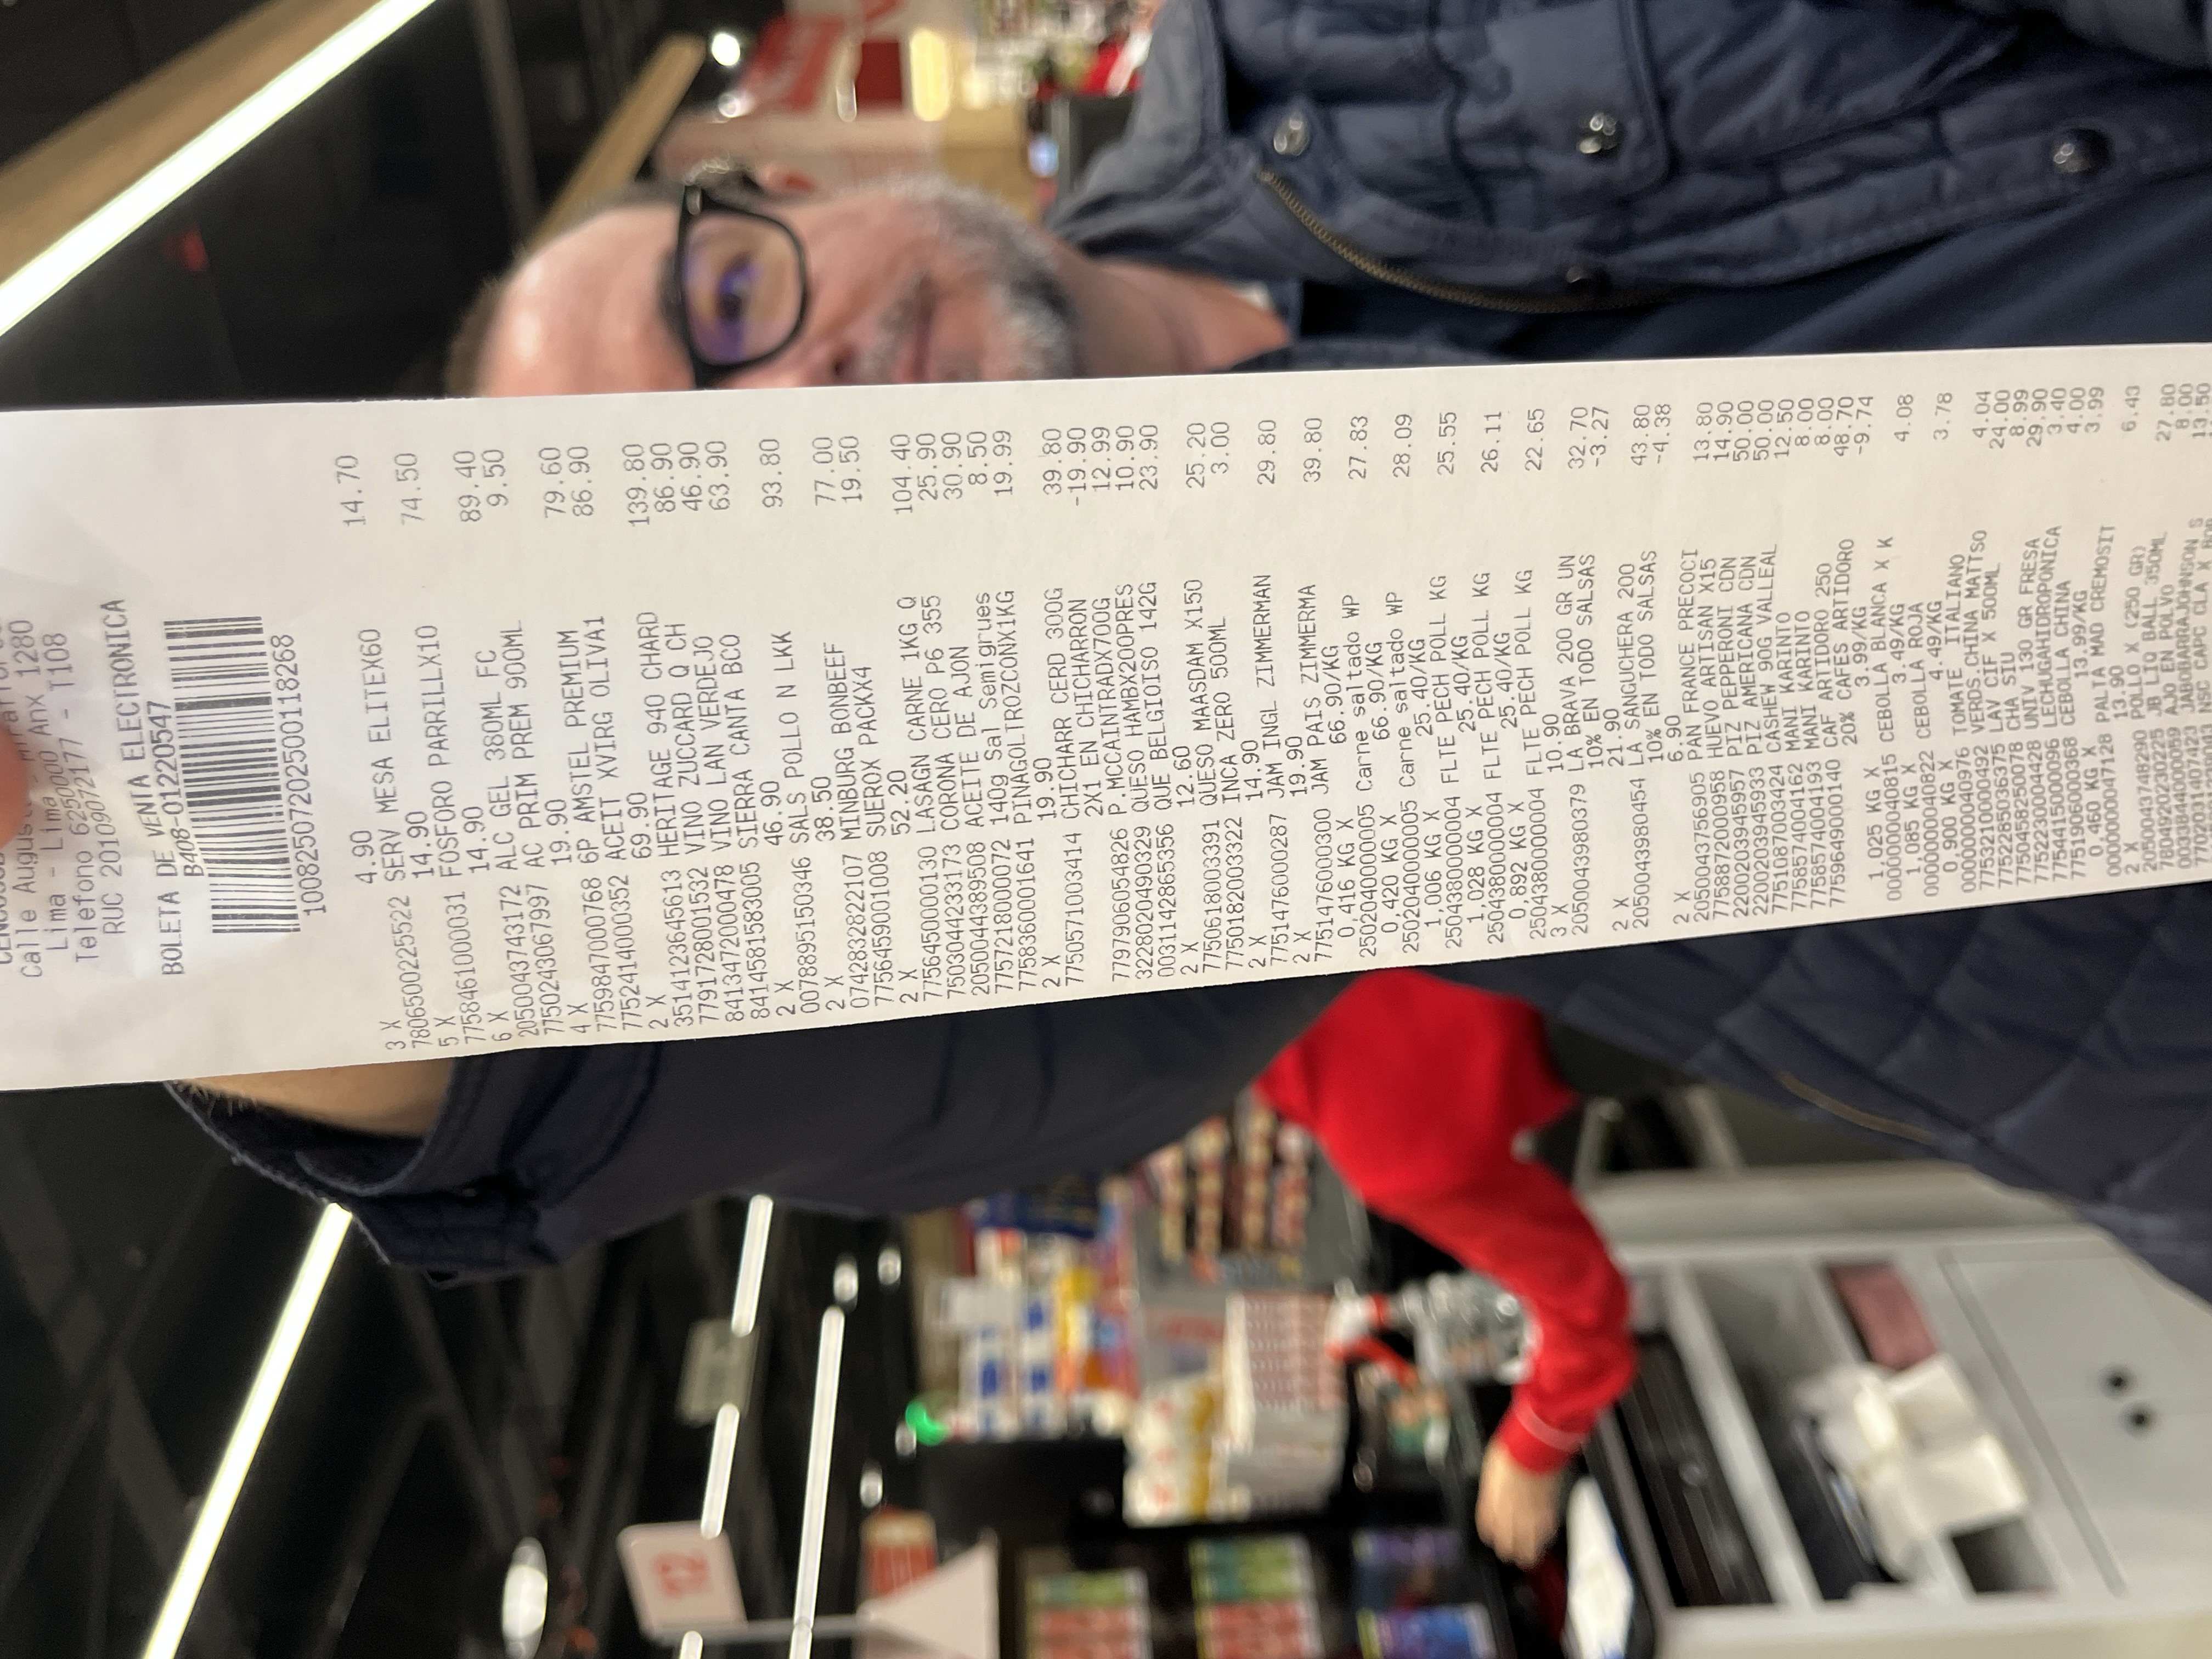 Calle August
Lima - Lima
Telefono 6250000 Anx 1280
RUC 20109072177 - T108
BOLETA DE VENTA ELECTRONICA
B408-01220547
10082507202500118268
3 X 4.90 14.70
7806500225522 SERV MESA ELITEX60
5 X 14.90 74.50
7758461000031 FOSFORO PARRILLX10
6 X 14.90 89.40
2050043743172 ALC GEL 380ML FC
7750243067997 AC PRIM PREM 900ML 9.50
4 X 19.90 79.60
7759847000768 6P AMSTEL PREMIUM
7752414000352 ACEIT XVIRG OLIVA1 86.90
2 X 69.90 139.80
3514123645613 HERITAGE 940 CHARD
7791728001532 VINO ZUCCARD Q CH 86.90
8413472000478 VINO LAN VERDEJO 46.90
8414581583005 SIERRA CANTA BCO 63.90
2 X 46.90 93.80
0078895150346 SALS POLLO N LKK
2 X 38.50 77.00
0742832822107 MINBURG BONBEEF
7756459001008 SUEROX PACKX4 19.50
2 X 52.20 104.40
7756450000130 LASAGN CARNE 1KG Q
7503044233173 CORONA CERO P6 355 25.90
2050044389508 ACEITE DE AJON 30.90
7757218000072 140g Sal Semigrues 8.50
7758360001641 PINAGOLTROZCONX1KG 19.99
2 X 19.90
7750571003414 CHICHARR CERD 300G 39.80
2X1 EN CHICHARRON -19.90
7797906054826 P.MCCAINTRADX700G 12.99
3228020490329 QUESO HAMBX200PRES 10.90
0031142865356 QUE BELGIOISO 142G 23.90
2 X 12.60
7750618003391 QUESO MAASDAM X150 25.20
7750182003322 INCA ZERO 500ML 3.00
2 X 14.90
7751476000287 JAM INGL ZIMMERMAN 29.80
2 X 19.90
7751476000300 JAM PAIS ZIMMERMA 39.80
0,416 KG X 66.90/KG
2502040000005 Carne saltado WP 27.83
0,420 KG X 66.90/KG
2502040000005 Carne saltado WP 28.09
1,006 KG X 25.40/KG
2504380000004 FLTE PECH POLL KG 25.55
1,028 KG X 25.40/KG
2504380000004 FLTE PECH POLL KG 26.11
0,892 KG X 25.40/KG
2504380000004 FLTE PECH POLL KG 22.65
3 X 10.90
2050043980379 LA BRAVA 200 GR UN 32.70
10% EN TODO SALSAS -3.27
2 X 21.90
2050043980454 LA SANGUCHERA 200 43.80
10% EN TODO SALSAS -4.38
2 X 6.90
2050043756905 PAN FRANCE PRECOCI 13.80
7758872000958 HUEVO ARTISAN X15 14.90
2200203945957 PIZ PEPPERONI CDN 50.00
2200203945933 PIZ AMERICANA CDN 50.00
7751087003424 CASHEW 90G VALLEAL 12.50
7758574004162 MANI KARINTO 8.00
7758574004193 MANI KARINTO 8.00
7759649000140 CAF ARTIDORO 250 48.70
20% CAFES ARTIDORO -9.74
1,025 KG X 3.99/KG
0000000040815 CEBOLLA BLANCA X K 4.08
1,085 KG X 3.49/KG
0000000040822 CEBOLLA ROJA 3.78
0,900 KG X 4.49/KG
0000000040976 TOMATE ITALIANO 4.04
7753210000492 VERDS.CHINA MATTSO 24.00
7752285036375 LAV CIF X 500ML 8.99
7750458250078 CHA SIU 29.90
7752230004428 UNIV 130 GR FRESA 3.40
7754415000096 LECHUGAHIDROPONICA 4.00
7751906000368 CEBOLLA CHINA 3.99
0,460 KG X 13.99/KG
0000000047128 PALTA MAD CREMOSIT 6.43
2 X 13.90
2050043748290 POLLO X (250 GR) 27.80
7804920230225 JB LIQ BALL 350ML 8.00
0033844000059 AJO EN POLVO 13.50
7702031407423 JABOBARRAJOHNSON S
NSC CAPC CLA X
12